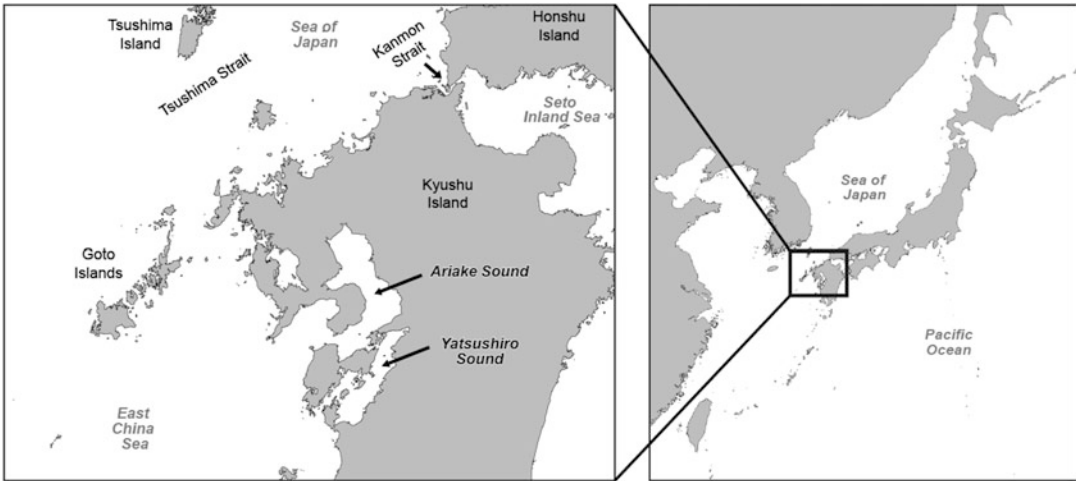 Tsushima
Island
Sea of
Japan
Kanmon
Strait
Honshu
Island
Tsushima Strait
Seto
Inland Sea
Kyushu
Island
Goto
Islands
Ariake Sound
Yatsushiro
Sound
East
China
Sea
Sea of
Japan
Pacific
Ocean